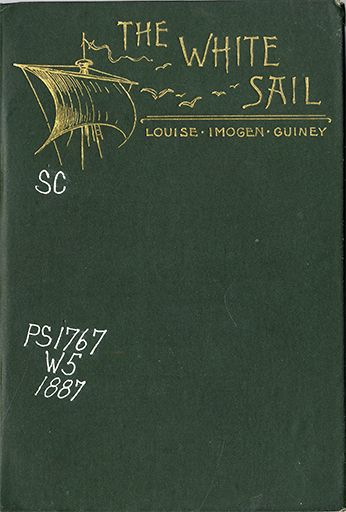 THE WHITE
SAIL
LOUISE · IMOGEN · GUINEY
SC
PS1767
W5
1887